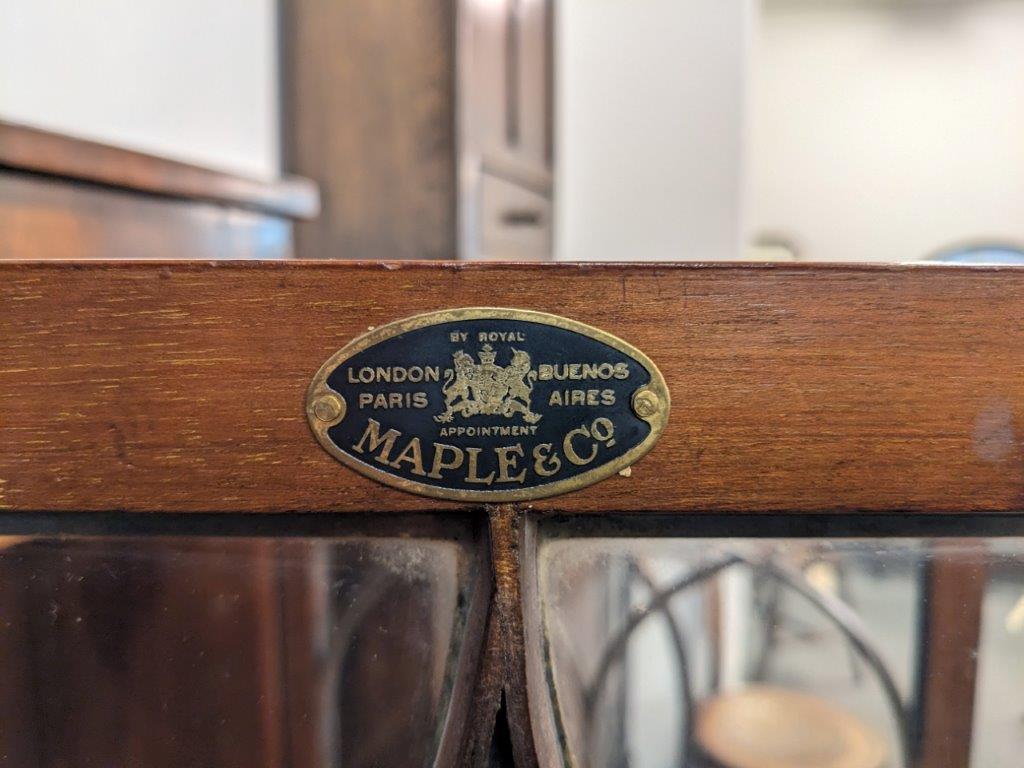 BY ROYAL
LONDON BUENOS
PARIS AIRES
APPOINTMENT
MAPLE & Cº